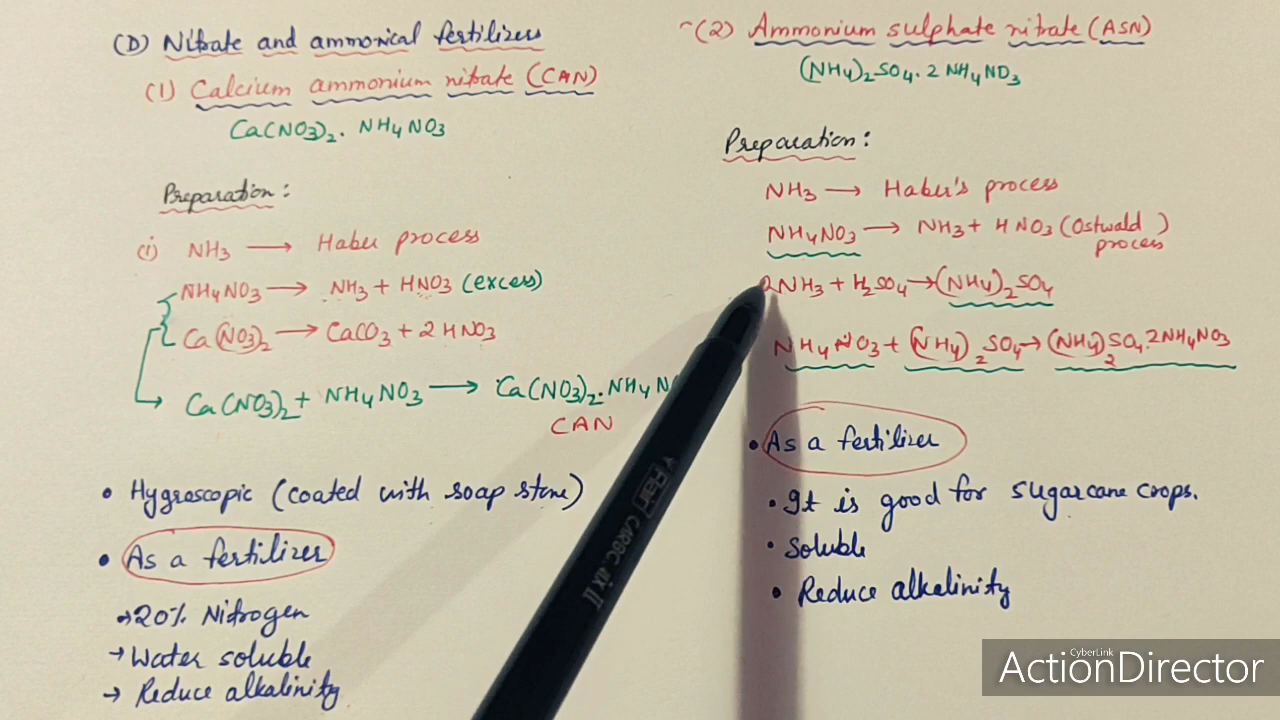 (D) Nitrate and ammonical fertilizers
(1) Calcium ammonium nitrate (CAN)
Ca(NO3)2. NH4NO3
Preparation:
(i) NH3 → Haber process
NH4NO3 → NH3 + HNO3 (excess)
Ca(NO3)2 → CaCO3 + 2HNO3
Ca(NO3)2 + NH4NO3 → Ca(NO3)2.NH4N
CAN
• Hygroscopic (coated with soap stone)
• As a fertilizer
→ 20% Nitrogen
→ Water soluble
→ Reduce alkalinity
(2) Ammonium sulphate nitrate (ASN)
(NH4)2SO4. 2 NH4NO3
Preparation:
NH3 → Haber's process
NH4NO3 → NH3 + HNO3 (Ostwald process)
2NH3 + H2SO4 → (NH4)2SO4
NH4NO3 + (NH4)2SO4 → (NH4)2SO4.2NH4NO3
• As a fertilizer
• It is good for sugarcane crops.
• Soluble
• Reduce alkalinity
CyberLink
ActionDirector